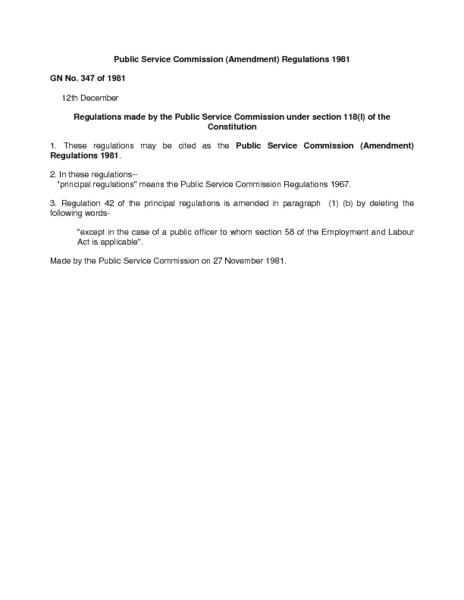 Public Service Commission (Amendment) Regulations 1981
GN No. 347 of 1981
12th December
Regulations made by the Public Service Commission under section 118(l) of the
Constitution
1. These regulations may be cited as the Public Service Commission (Amendment)
Regulations 1981.
2. In these regulations--
"principal regulations" means the Public Service Commission Regulations 1967.
3. Regulation 42 of the principal regulations is amended in paragraph (1) (b) by deleting the
following words-
"except in the case of a public officer to whom section 58 of the Employment and Labour
Act is applicable".
Made by the Public Service Commission on 27 November 1981.